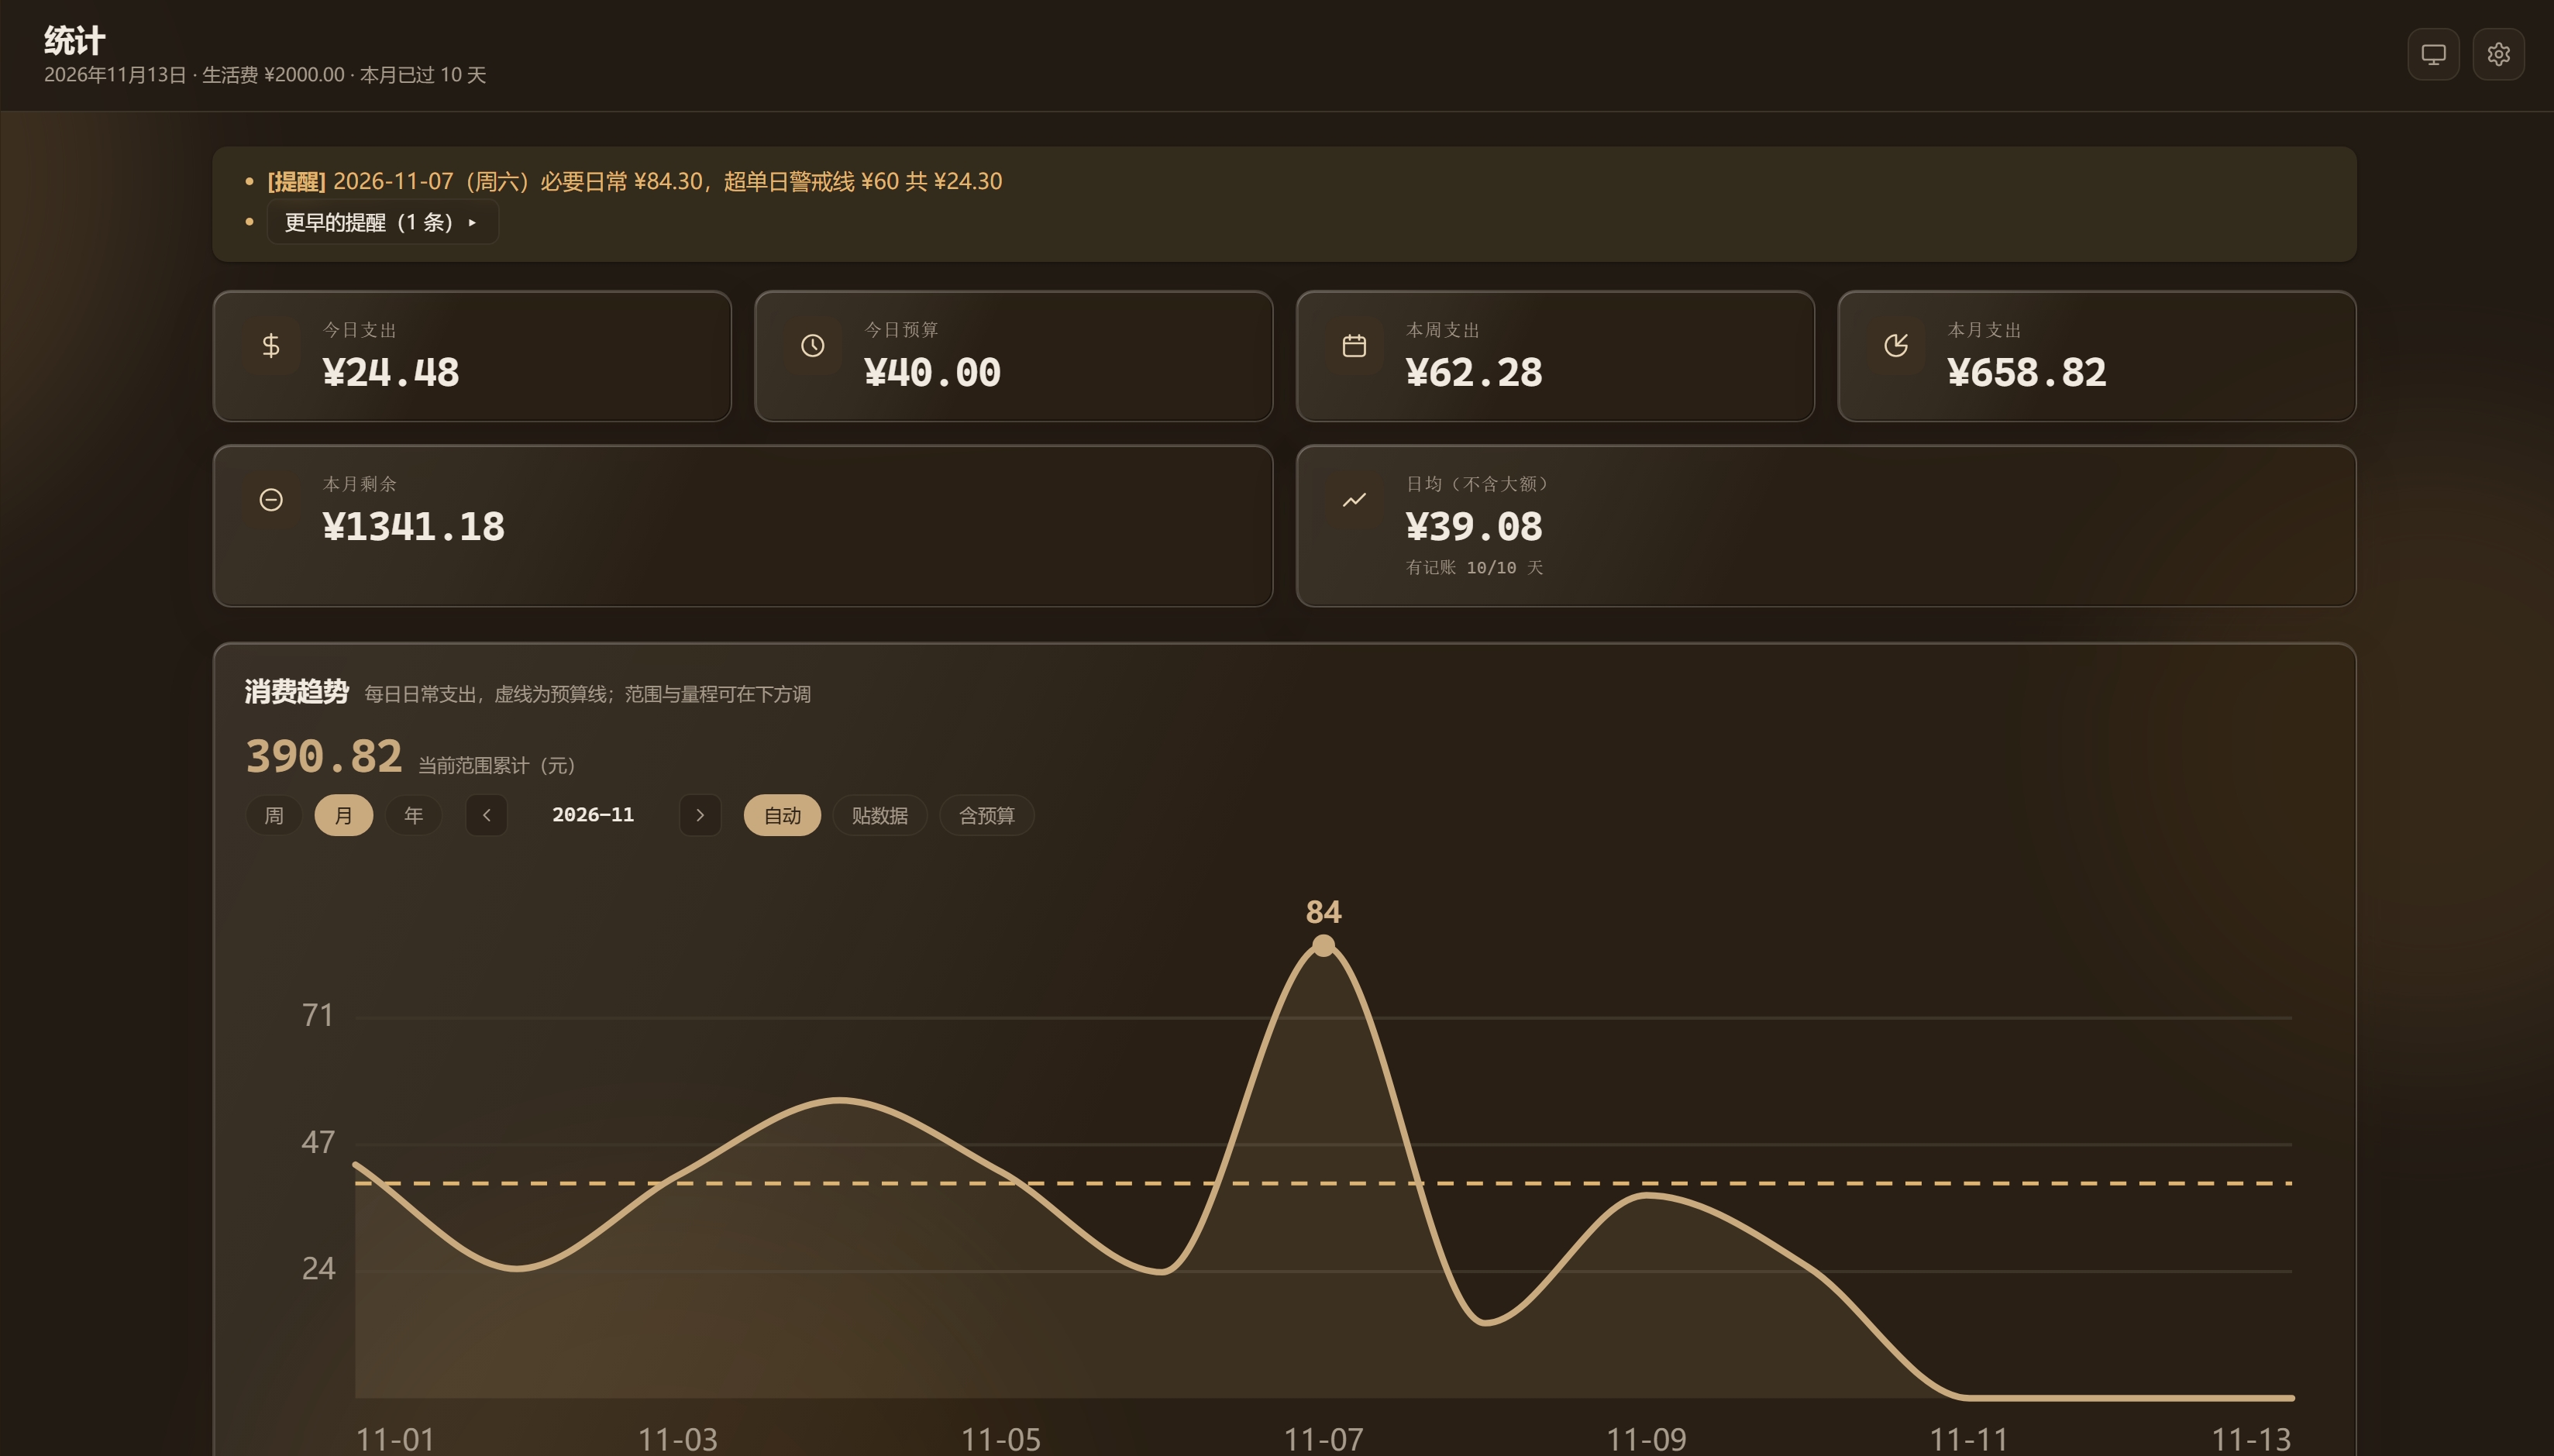 统计
2026年11月13日 · 生活费 ¥2000.00 · 本月已过 10 天
[提醒] 2026-11-07（周六）必要日常 ¥84.30，超单日警戒线 ¥60 共 ¥24.30
更早的提醒（1 条）▸
今日支出
¥24.48
今日预算
¥40.00
本周支出
¥62.28
本月支出
¥658.82
本月剩余
¥1341.18
日均（不含大额）
¥39.08
有记账 10/10 天
消费趋势 每日日常支出，虚线为预算线；范围与量程可在下方调
390.82 当前范围累计（元）
周 月 年 2026-11 自动 贴数据 含预算
84
71
47
24
11-01 11-03 11-05 11-07 11-09 11-11 11-13